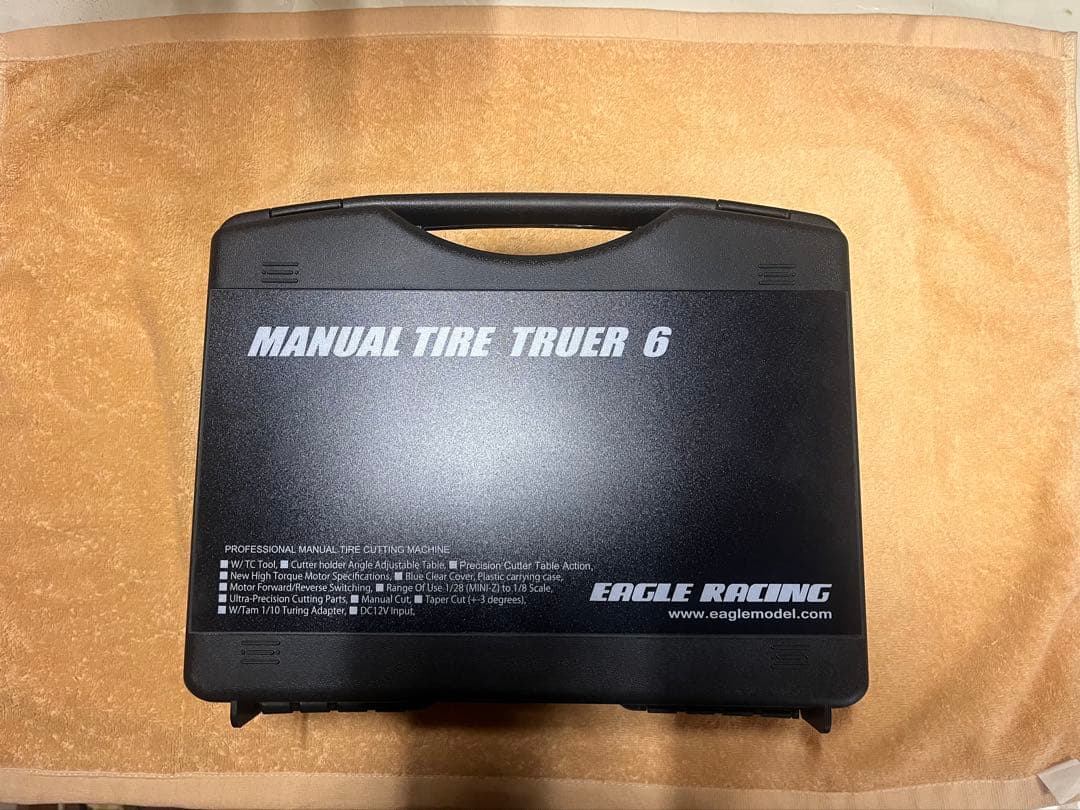 MANUAL TIRE TRUER 6
PROFESSIONAL MANUAL TIRE CUTTING MACHINE
■ W/ TC Tool, ■ Cutter holder Angle Adjustable Table, ■ Precision Cutter Table Action,
■ New High Torque Motor Specifications, ■ Blue Clear Cover, Plastic carrying case,
■ Motor Forward/Reverse Switching, ■ Range Of Use 1/28 (MINI-Z) to 1/8 Scale,
■ Ultra-Precision Cutting Parts, ■ Manual Cut, ■ Taper Cut (+-3 degrees),
■ W/Tam 1/10 Turing Adapter, ■ DC12V Input,
EAGLE RACING
www.eaglemodel.com